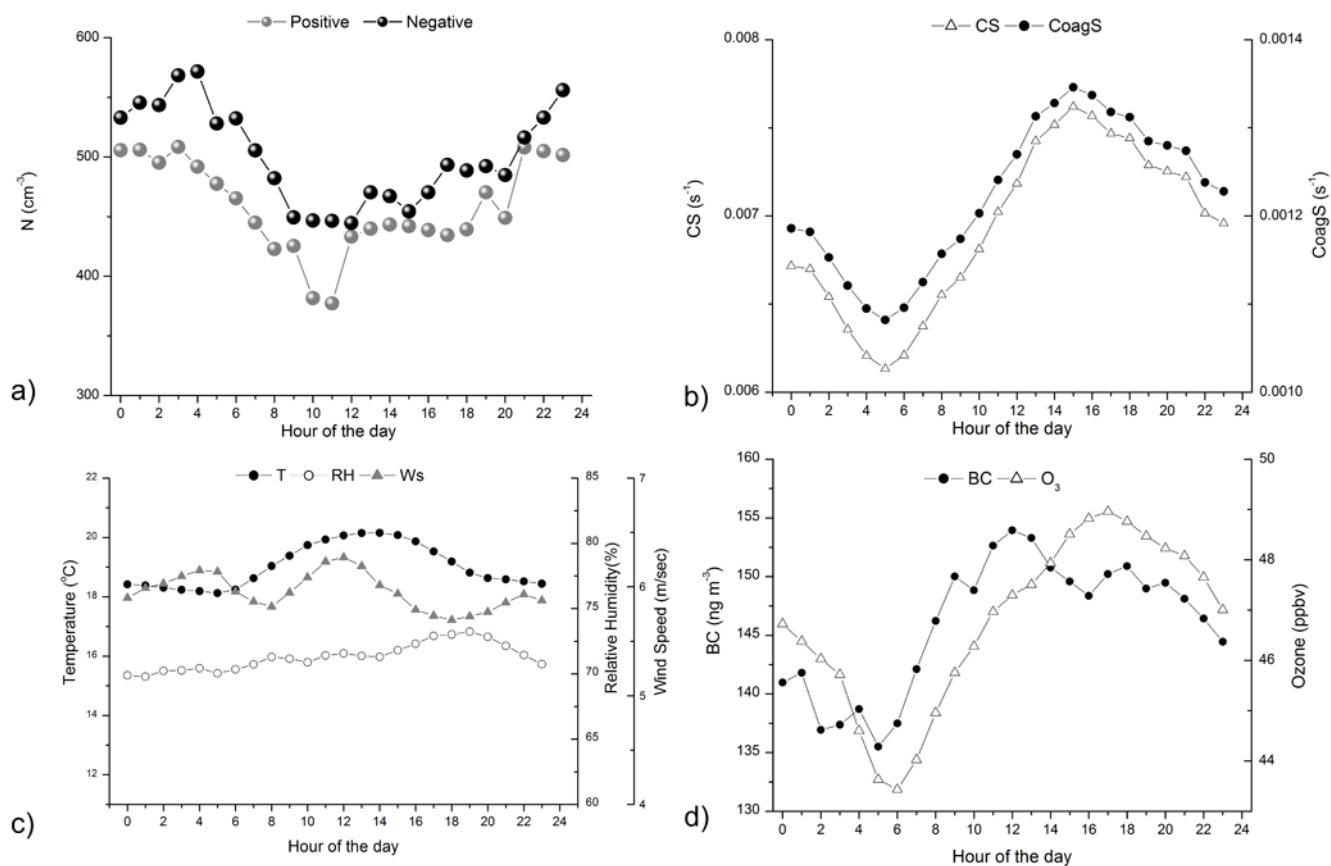 Positive Negative
600
500
400
300
N (cm⁻³)
a)
0 2 4 6 8 10 12 14 16 18 20 22 24
Hour of the day
CS CoagS
0.008
0.007
0.006
CS (s⁻¹)
0.0014
0.0012
0.0010
CoagS (s⁻¹)
b)
0 2 4 6 8 10 12 14 16 18 20 22 24
Hour of the day
T RH Ws
22
20
18
16
14
12
Temperature (°C)
85
80
75
70
65
60
Relative Humidity(%)
7
6
5
4
Wind Speed (m/sec)
c)
0 2 4 6 8 10 12 14 16 18 20 22 24
Hour of the day
BC O₃
160
155
150
145
140
135
130
BC (ng m⁻³)
50
48
46
44
Ozone (ppbv)
d)
0 2 4 6 8 10 12 14 16 18 20 22 24
Hour of the day